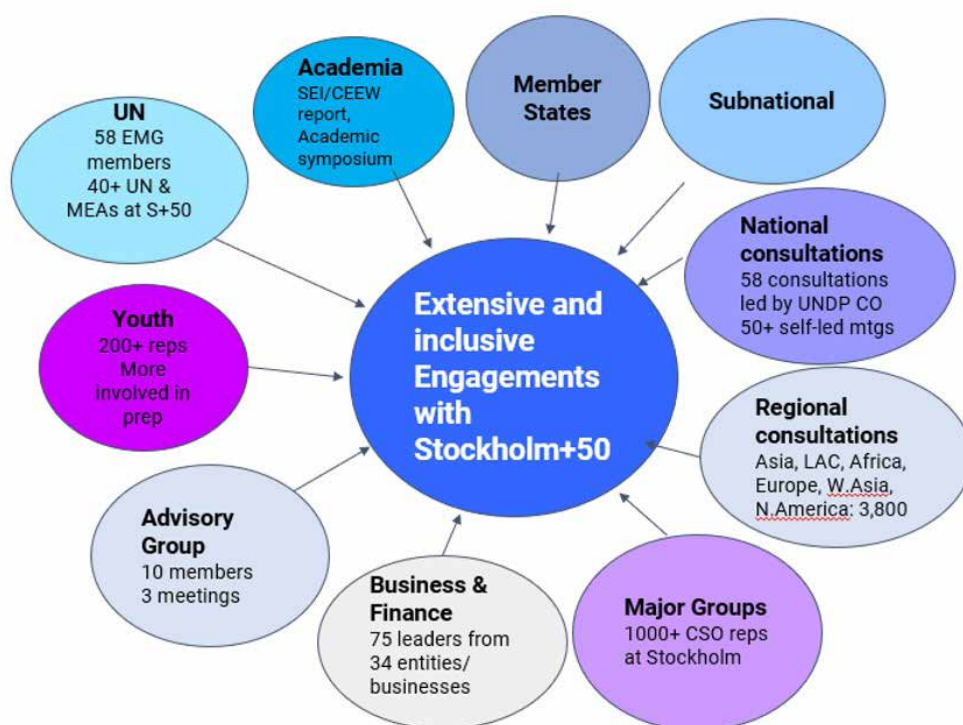 Academia
SEI/CEEW
report,
Academic
symposium
Member
States
Subnational
UN
58 EMG
members
40+ UN &
MEAs at S+50
National
consultations
58 consultations
led by UNDP CO
50+ self-led mtgs
Extensive and
inclusive
Engagements
with
Stockholm+50
Youth
200+ reps
More
involved in
prep
Regional
consultations
Asia, LAC, Africa,
Europe, W.Asia,
N.America: 3,800
Advisory
Group
10 members
3 meetings
Business &
Finance
75 leaders from
34 entities/
businesses
Major Groups
1000+ CSO reps
at Stockholm